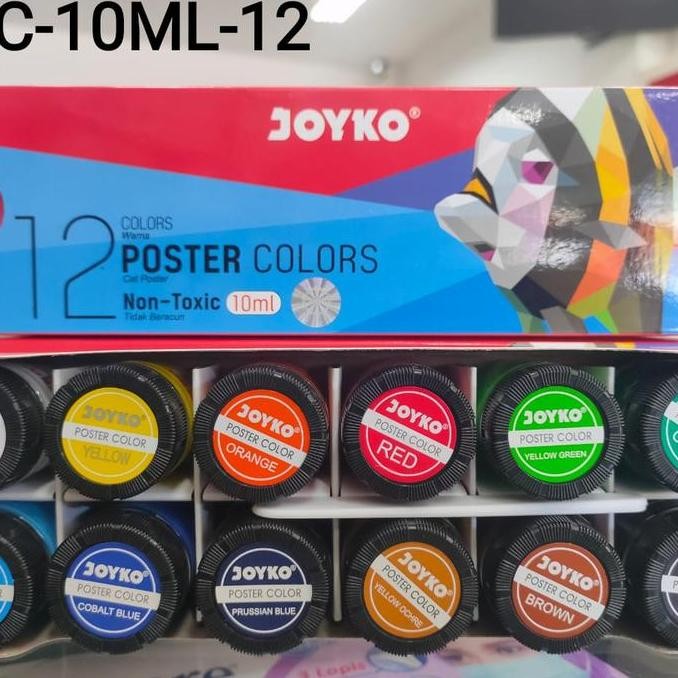 C-10ML-12
JOYKO®
12
COLORS
Warna
POSTER COLORS
Cat Poster
Non-Toxic 10ml
Tidak Beracun
JOYKO®
POSTER COLOR
YELLOW
JOYKO®
POSTER COLOR
ORANGE
JOYKO®
POSTER COLOR
RED
JOYKO®
POSTER COLOR
YELLOW GREEN
JOYKO®
POSTER COLOR
COBALT BLUE
JOYKO®
POSTER COLOR
PRUSSIAN BLUE
JOYKO®
POSTER COLOR
YELLOW OCHRE
JOYKO®
POSTER COLOR
BROWN
3 Lapis